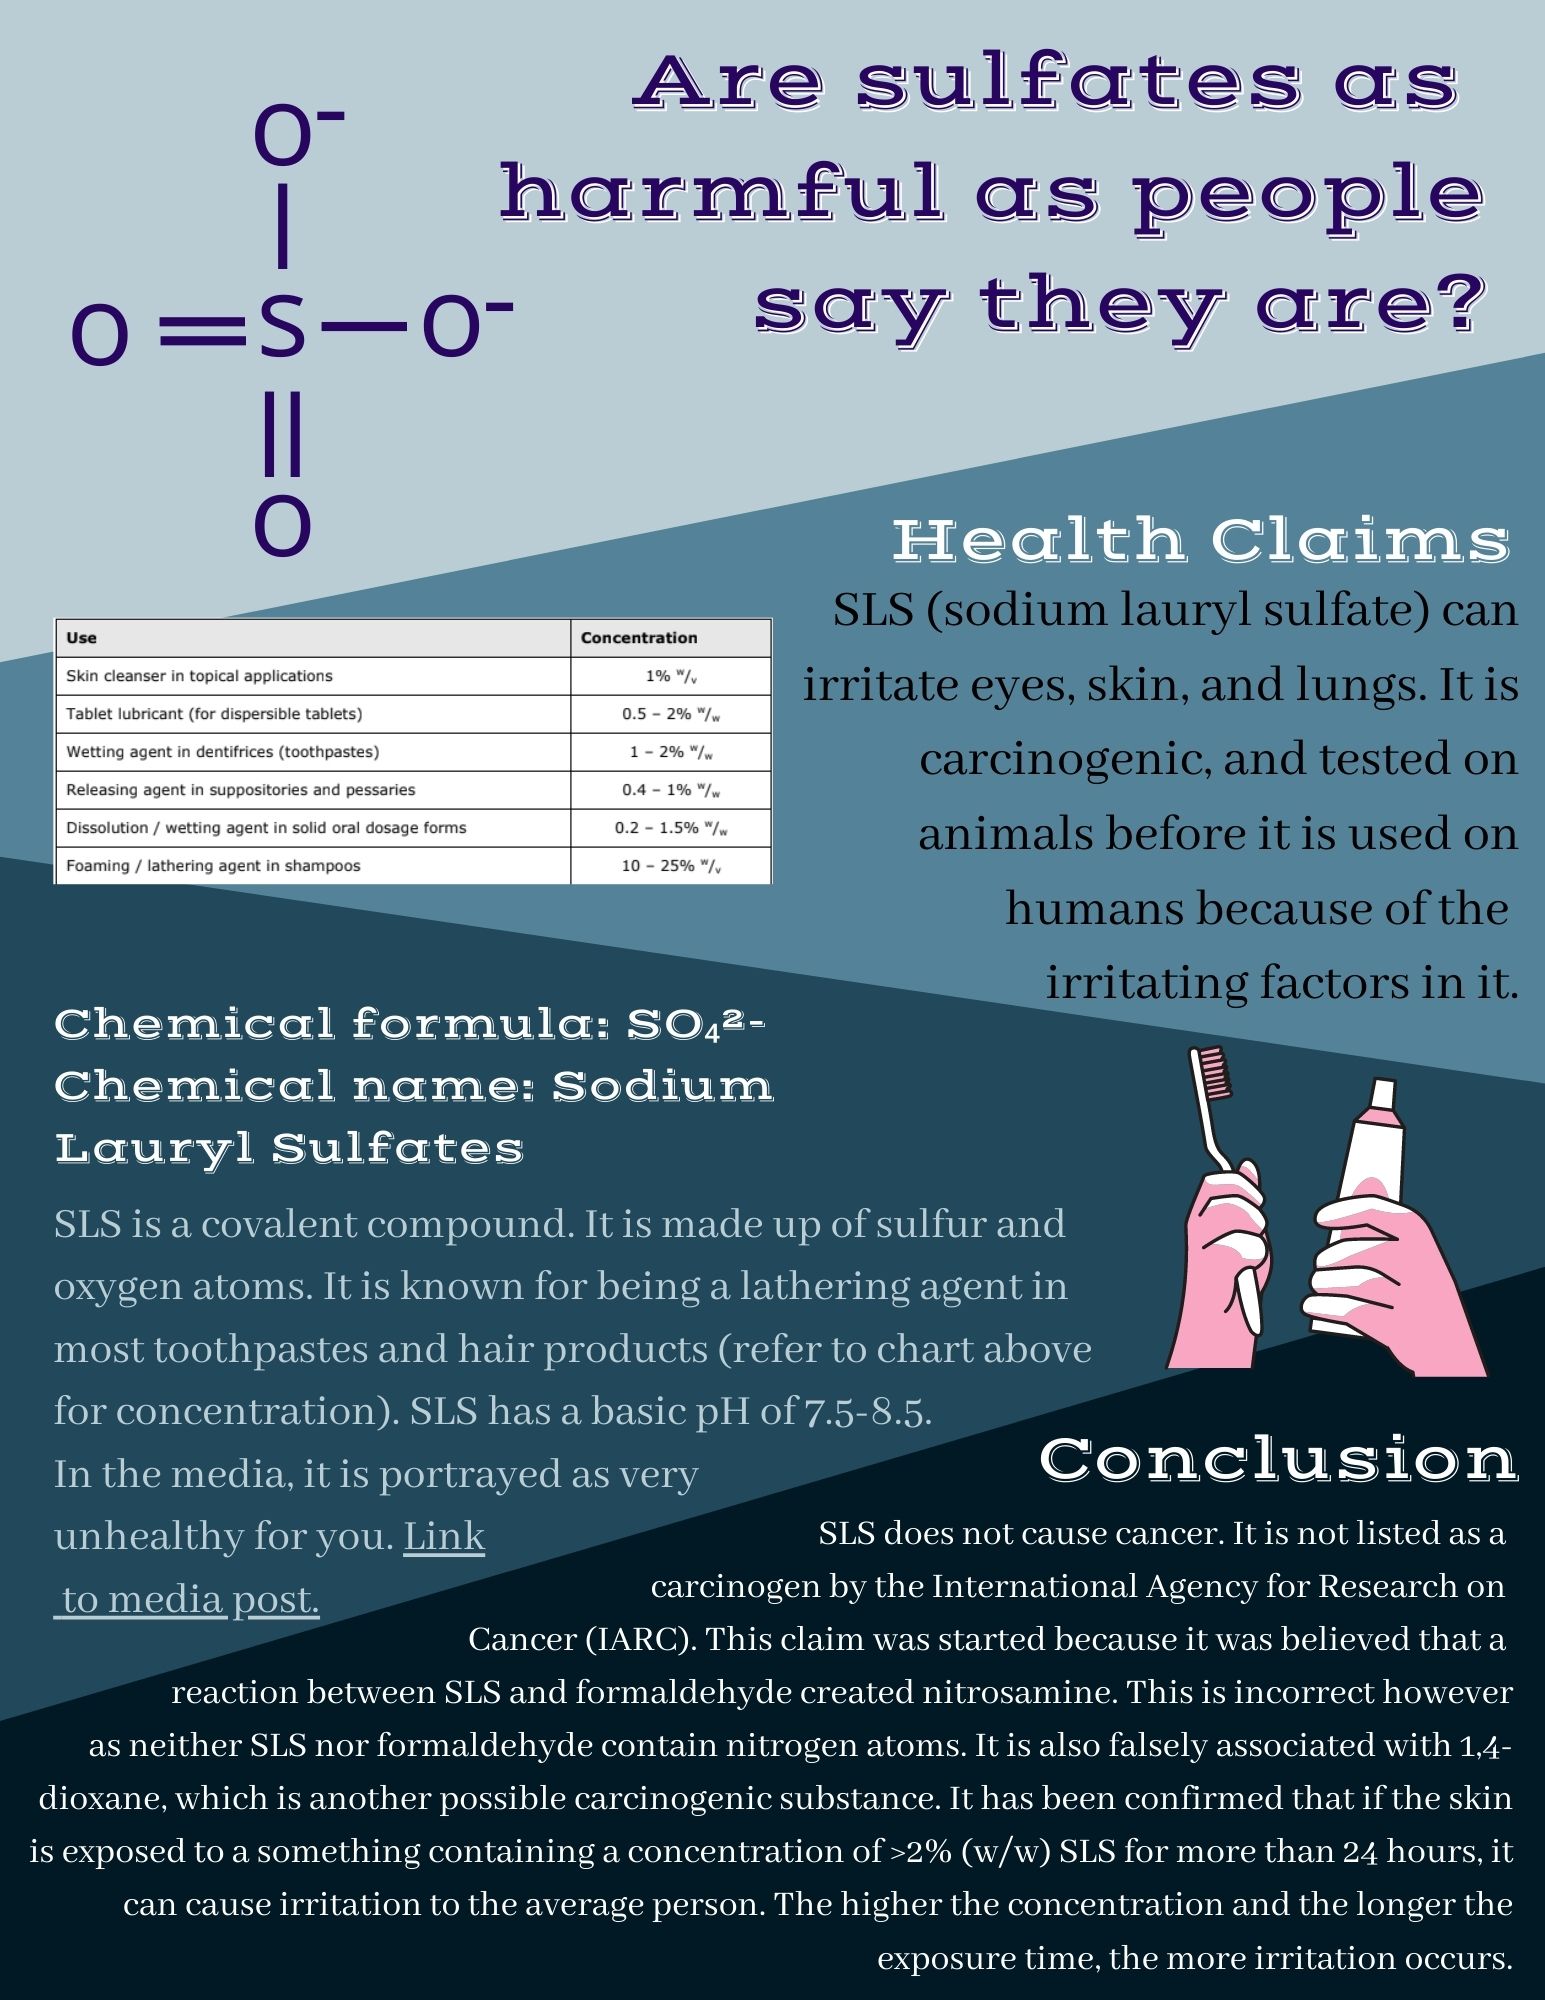 Are sulfates as
harmful as people
say they are?
O-
O
S
O-
O
Health Claims
SLS (sodium lauryl sulfate) can
irritate eyes, skin, and lungs. It is
carcinogenic, and tested on
animals before it is used on
humans because of the
irritating factors in it.
Use Concentration
Skin cleanser in topical applications 1% w/v
Tablet lubricant (for dispersible tablets) 0.5 – 2% w/w
Wetting agent in dentifrices (toothpastes) 1 – 2% w/w
Releasing agent in suppositories and pessaries 0.4 – 1% w/w
Dissolution / wetting agent in solid oral dosage forms 0.2 – 1.5% w/w
Foaming / lathering agent in shampoos 10 – 25% w/v
Chemical formula: SO₄²-
Chemical name: Sodium
Lauryl Sulfates
SLS is a covalent compound. It is made up of sulfur and
oxygen atoms. It is known for being a lathering agent in
most toothpastes and hair products (refer to chart above
for concentration). SLS has a basic pH of 7.5-8.5.
In the media, it is portrayed as very
unhealthy for you. Link
to media post.
Conclusion
SLS does not cause cancer. It is not listed as a
carcinogen by the International Agency for Research on
Cancer (IARC). This claim was started because it was believed that a
reaction between SLS and formaldehyde created nitrosamine. This is incorrect however
as neither SLS nor formaldehyde contain nitrogen atoms. It is also falsely associated with 1,4-
dioxane, which is another possible carcinogenic substance. It has been confirmed that if the skin
is exposed to a something containing a concentration of >2% (w/w) SLS for more than 24 hours, it
can cause irritation to the average person. The higher the concentration and the longer the
exposure time, the more irritation occurs.